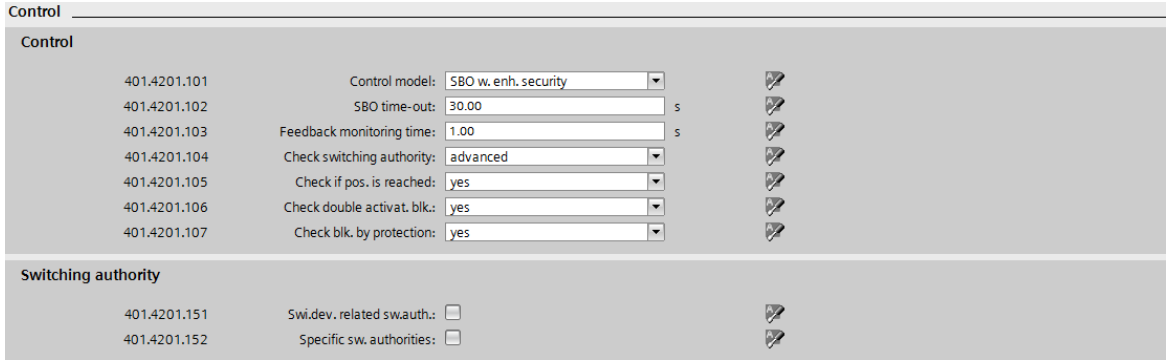 Control
Control
401.4201.101 Control model: SBO w. enh. security
401.4201.102 SBO time-out: 30.00 s
401.4201.103 Feedback monitoring time: 1.00 s
401.4201.104 Check switching authority: advanced
401.4201.105 Check if pos. is reached: yes
401.4201.106 Check double activat. blk.: yes
401.4201.107 Check blk. by protection: yes
Switching authority
401.4201.151 Swi.dev. related sw.auth.:
401.4201.152 Specific sw. authorities: